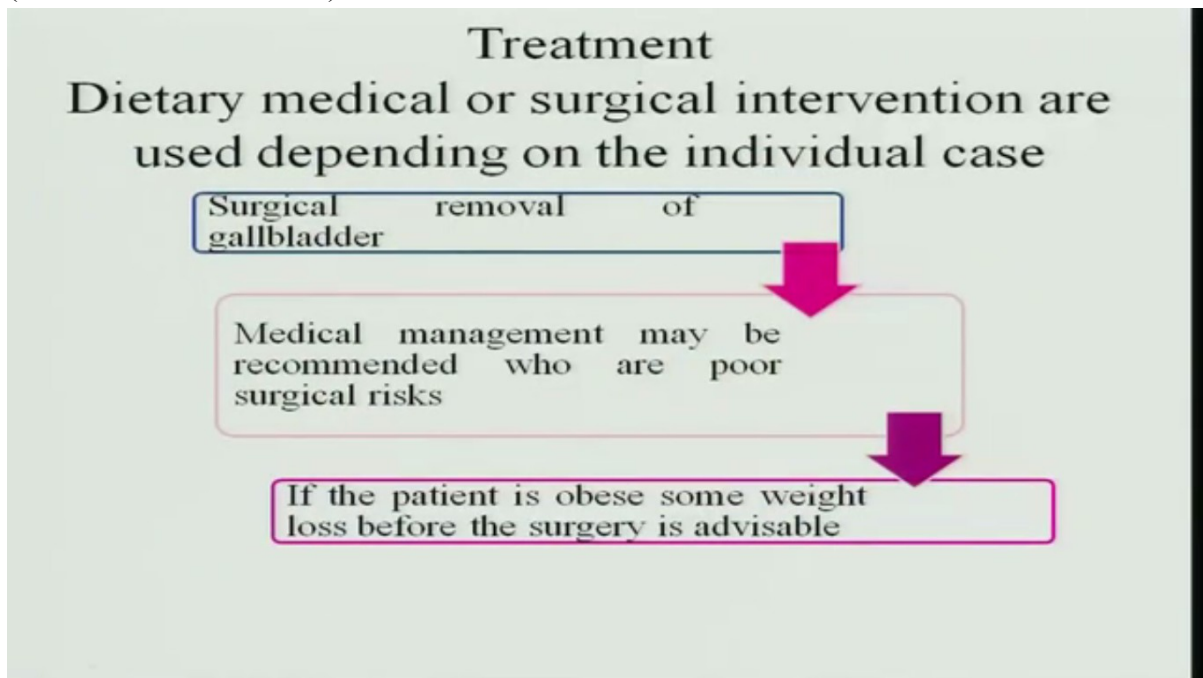 Treatment
Dietary medical or surgical intervention are
used depending on the individual case
Surgical removal of
gallbladder
Medical management may be
recommended who are poor
surgical risks
If the patient is obese some weight
loss before the surgery is advisable